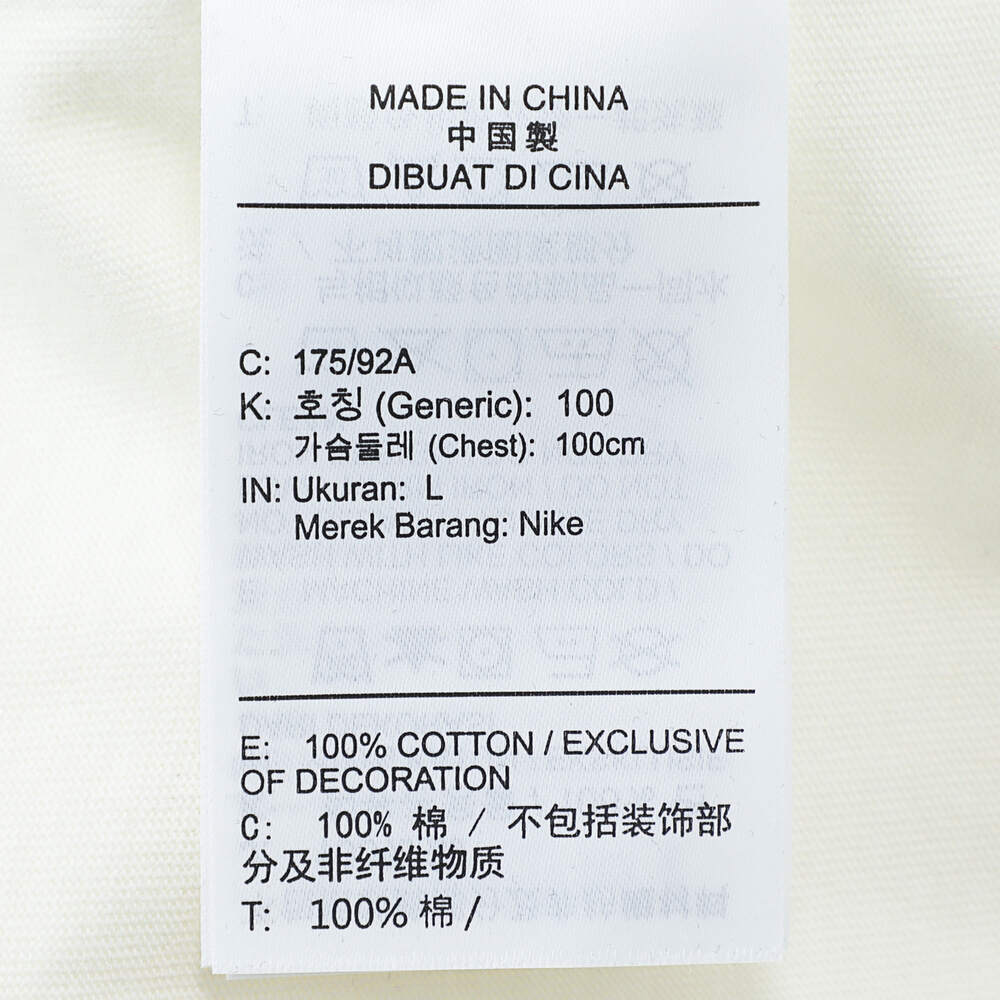 MADE IN CHINA
中国製
DIBUAT DI CINA
C: 175/92A
K: 호칭 (Generic): 100
가슴둘레 (Chest): 100cm
IN: Ukuran: L
Merek Barang: Nike
E: 100% COTTON / EXCLUSIVE
OF DECORATION
C: 100% 棉 / 不包括装饰部
分及非纤维物质
T: 100% 棉 /